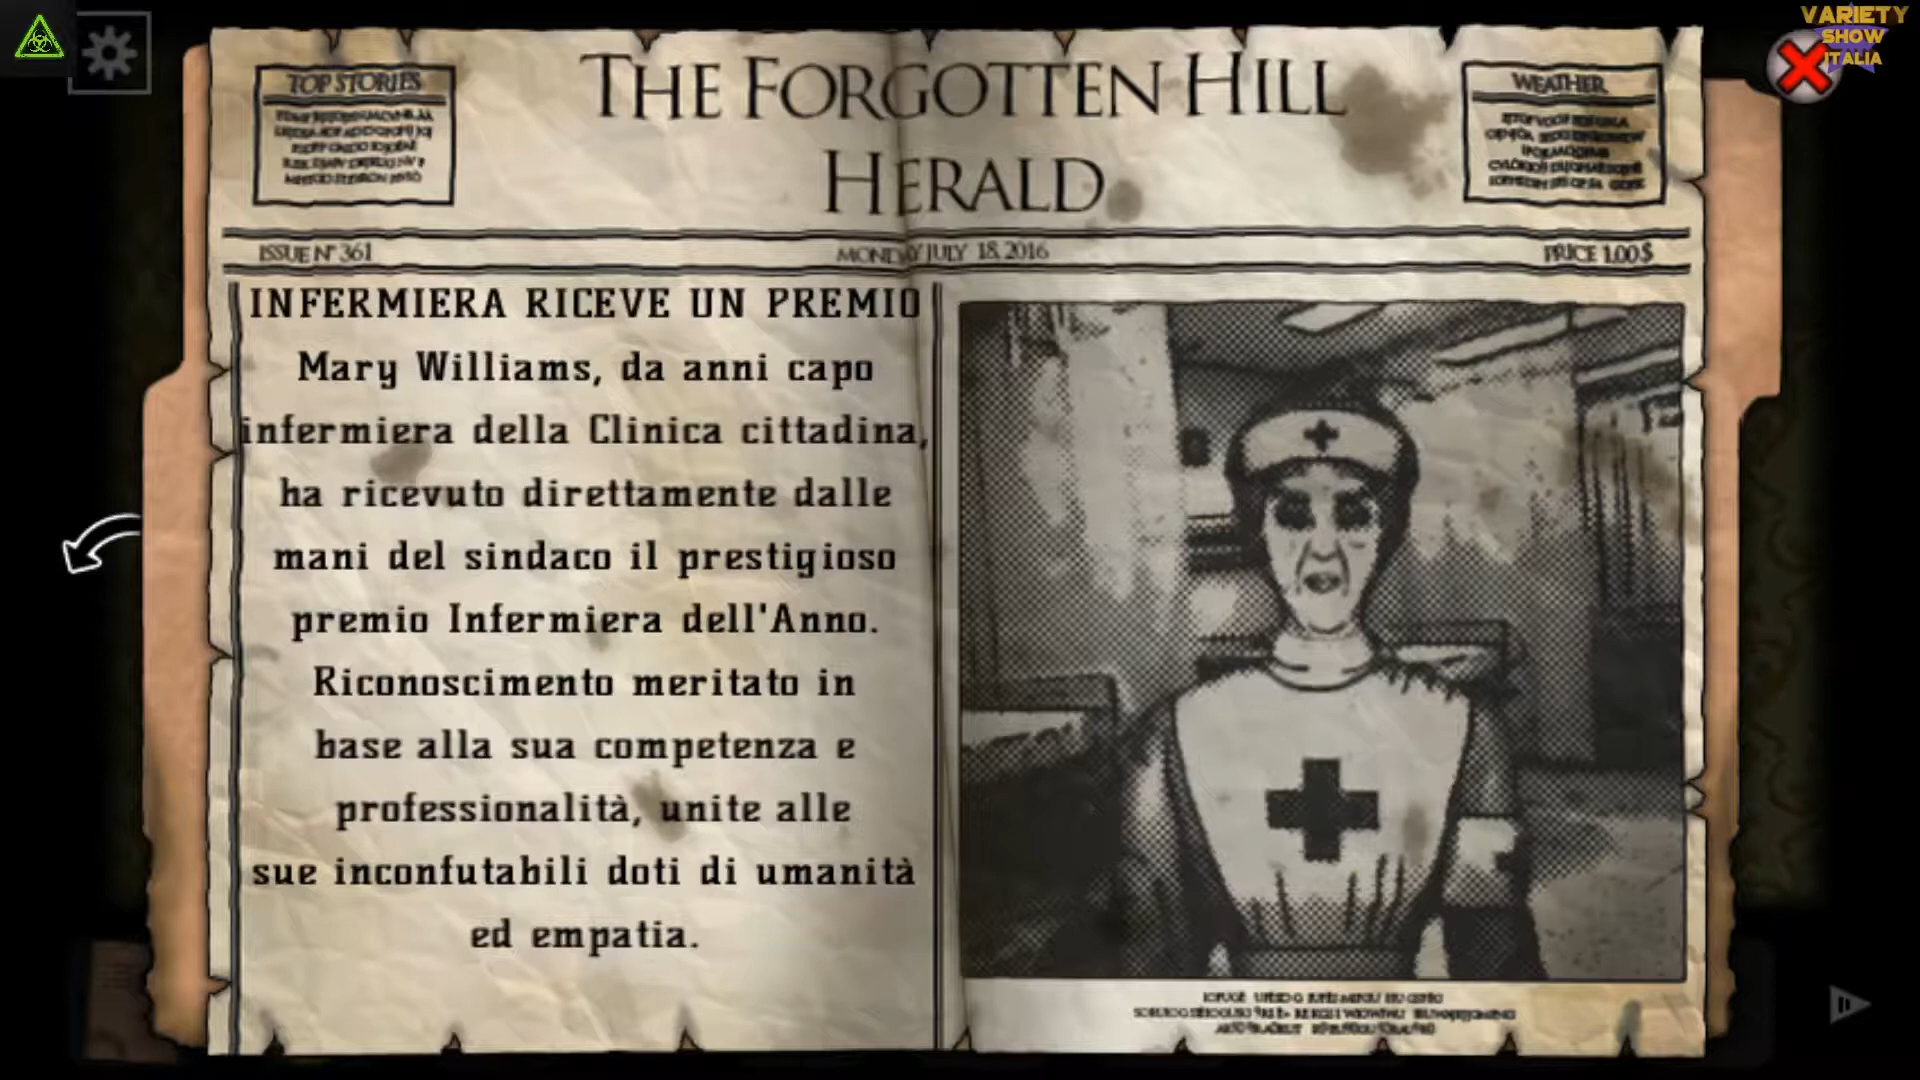 VARIETY
SHOW
ITALIA
TOP STORIES
THE FORGOTTEN HILL
HERALD
WEATHER
ISSUE N° 361
MONDAY JULY 18, 2016
PRICE 1.00 $
INFERMIERA RICEVE UN PREMIO
Mary Williams, da anni capo
infermiera della Clinica cittadina,
ha ricevuto direttamente dalle
mani del sindaco il prestigioso
premio Infermiera dell'Anno.
Riconoscimento meritato in
base alla sua competenza e
professionalità, unite alle
sue inconfutabili doti di umanità
ed empatia.